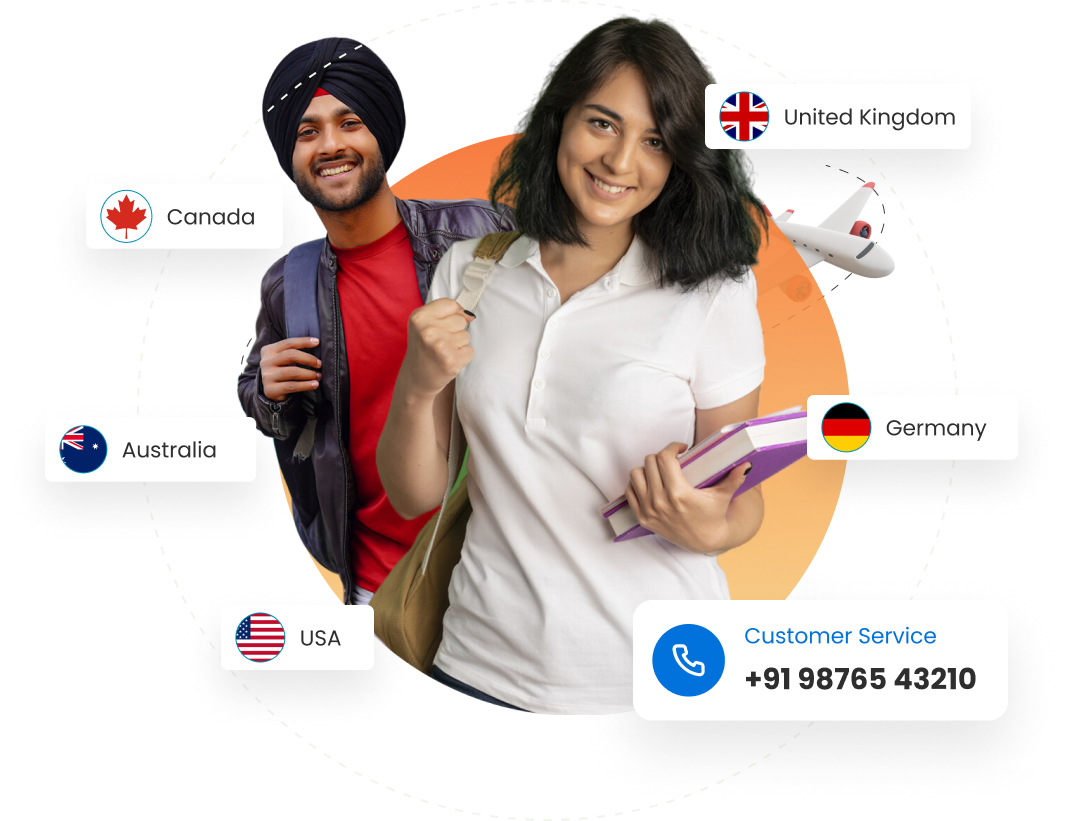 United Kingdom
Canada
Germany
Australia
USA
Customer Service
+91 98765 43210